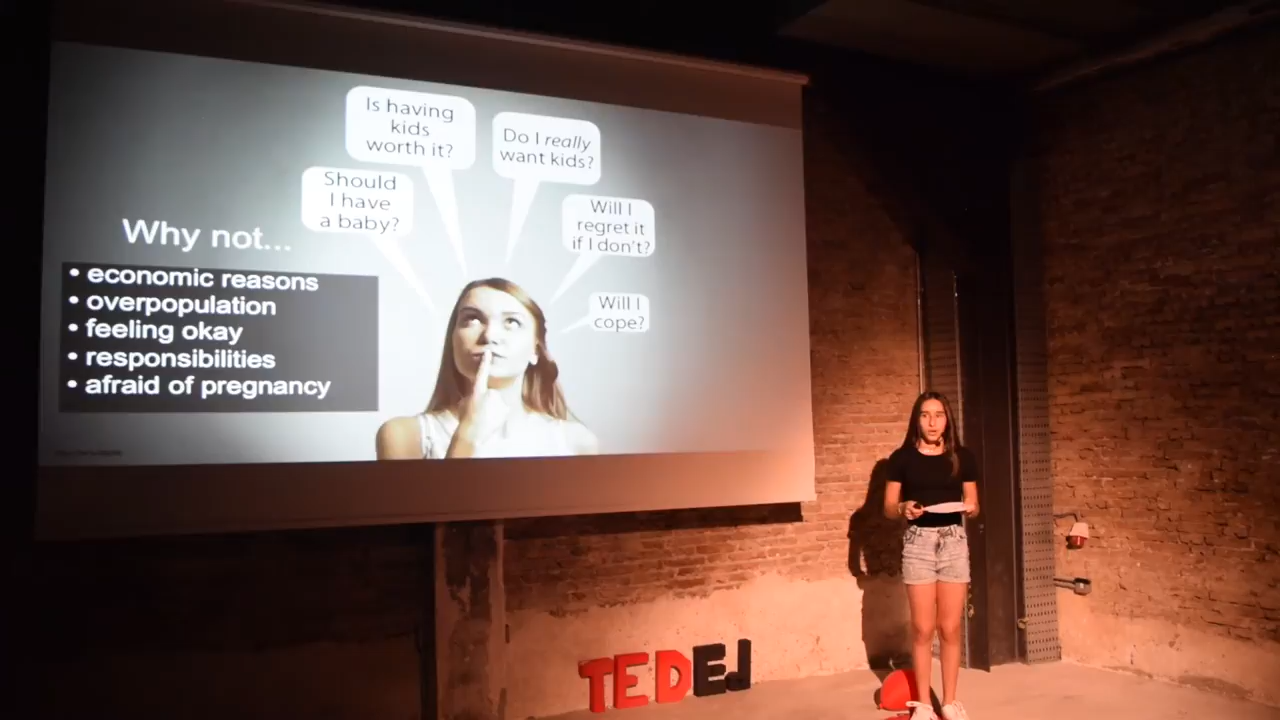 Is having
kids
worth it?
Do I really
want kids?
Should
I have
a baby?
Will I
regret it
if I don't?
Will I
cope?
Why not...
• economic reasons
• overpopulation
• feeling okay
• responsibilities
• afraid of pregnancy
TEDEd